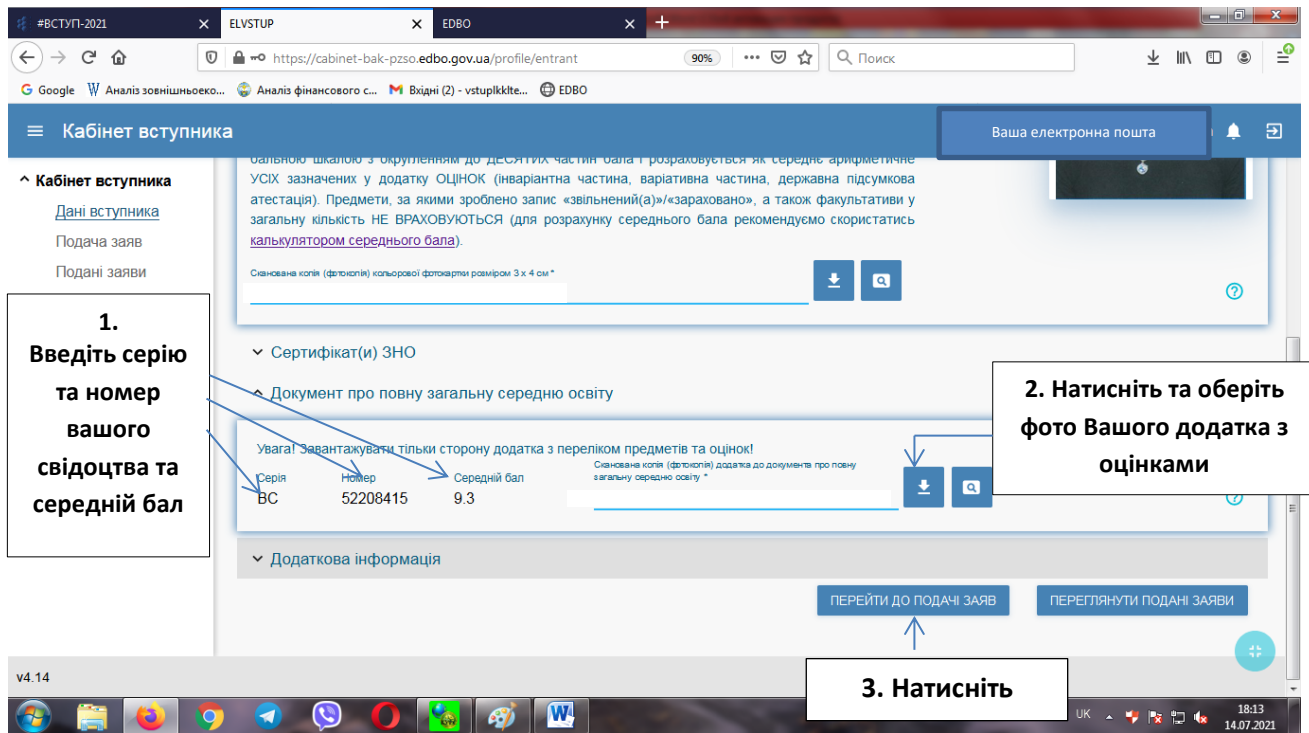 #ВСТУП-2021
ELVSTUP
EDBO
https://cabinet-bak-pzso.edbo.gov.ua/profile/entrant
90%
Поиск
Google
Аналіз зовнішньоеко...
Аналіз фінансового с...
Вхідні (2) - vstuplkklte...
EDBO
Кабінет вступника
Ваша електронна пошта
Кабінет вступника
Дані вступника
Подача заяв
Подані заяви
бальною шкалою з округленням до ДЕСЯТИХ частин бала і розраховується як середнє арифметичне
УСІХ зазначених у додатку ОЦІНОК (інваріантна частина, варіативна частина, державна підсумкова
атестація). Предмети, за якими зроблено запис «звільнений(а)»/«зараховано», а також факультативи у
загальну кількість НЕ ВРАХОВУЮТЬСЯ (для розрахунку середнього бала рекомендуємо скористатись
калькулятором середнього бала).
Сканована копія (фотокопія) кольорової фотокартки розміром 3 х 4 см *
1.
Введіть серію
та номер
вашого
свідоцтва та
середній бал
Сертифікат(и) ЗНО
Документ про повну загальну середню освіту
2. Натисніть та оберіть
фото Вашого додатка з
оцінками
Увага! Завантажувати тільки сторону додатка з переліком предметів та оцінок!
Серія
Номер
Середній бал
Сканована копія (фотокопія) додатка до документа про повну
загальну середню освіту *
ВС
52208415
9.3
Додаткова інформація
ПЕРЕЙТИ ДО ПОДАЧІ ЗАЯВ
ПЕРЕГЛЯНУТИ ПОДАНІ ЗАЯВИ
3. Натисніть
v4.14
UK
18:13
14.07.2021